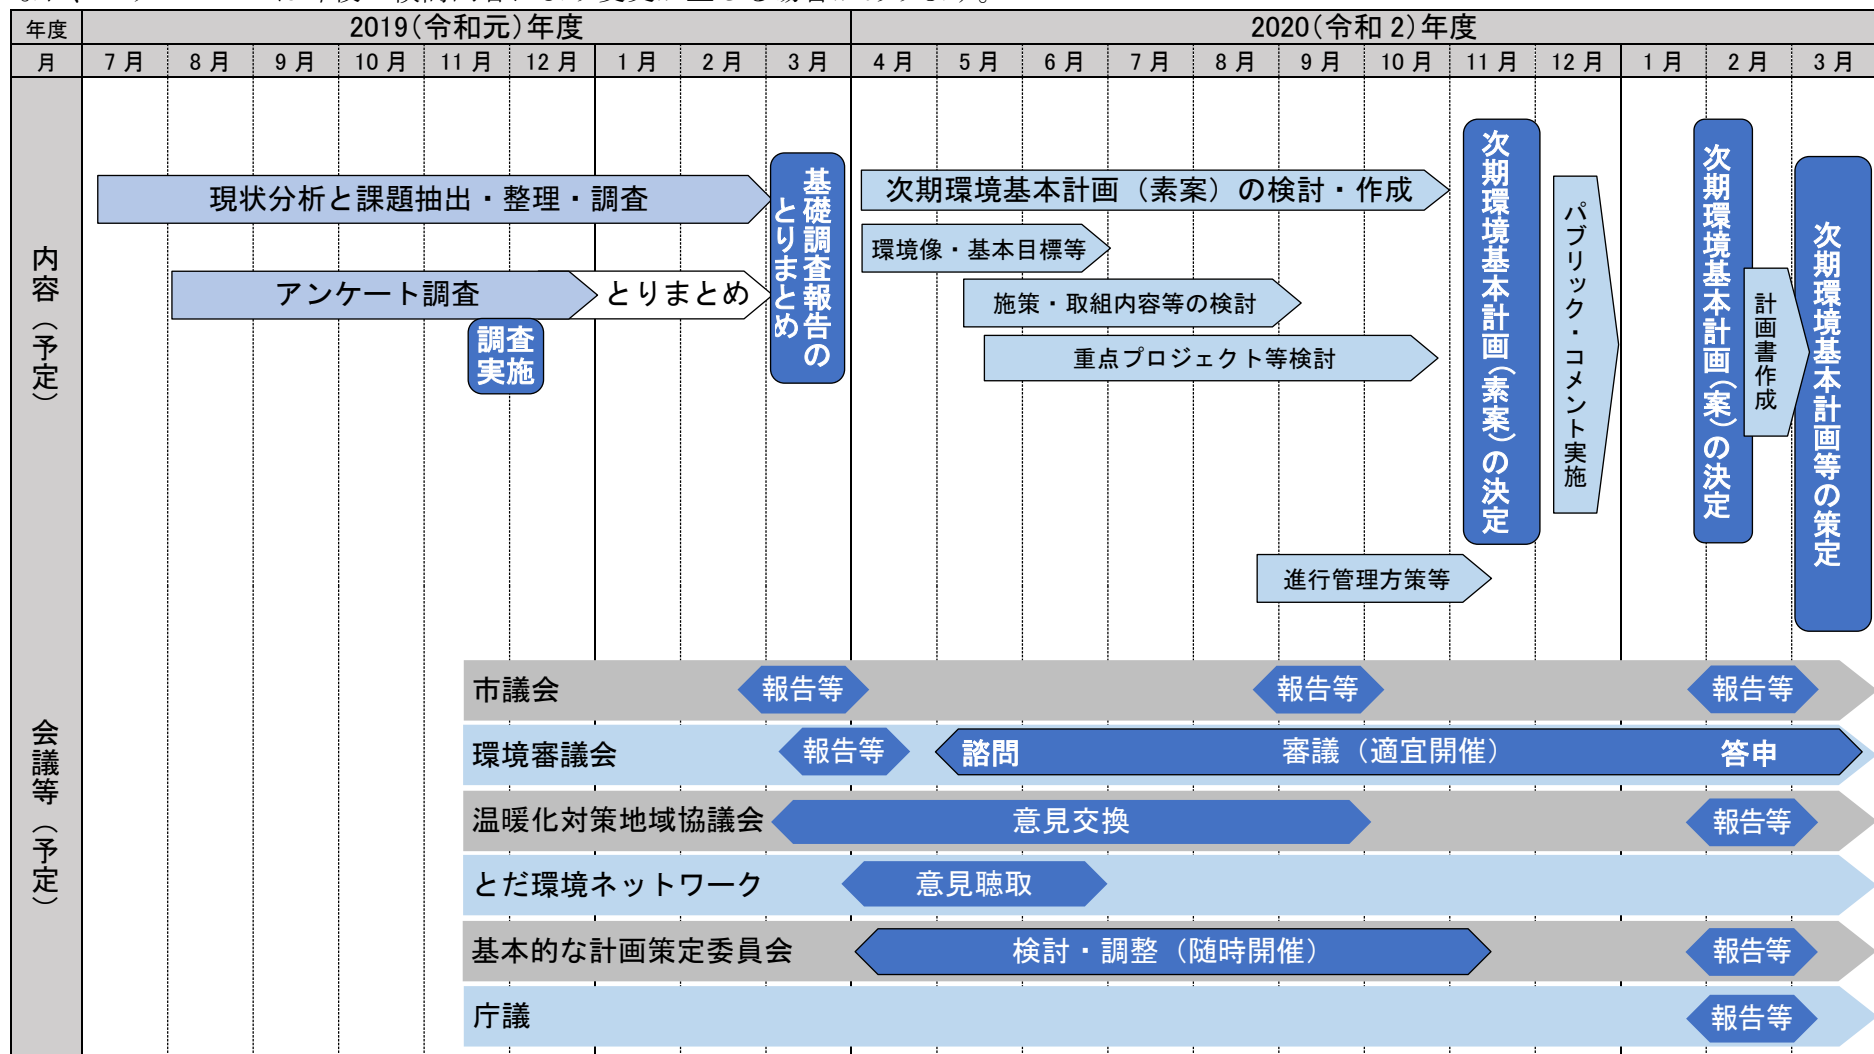 年度 2019(令和元)年度 2020(令和2)年度
月 7月 8月 9月 10月 11月 12月 1月 2月 3月 4月 5月 6月 7月 8月 9月 10月 11月 12月 1月 2月 3月
内容（予定）
現状分析と課題抽出・整理・調査
アンケート調査
とりまとめ
調査
実施
基礎調査報告の
とりまとめ
次期環境基本計画（素案）の検討・作成
環境像・基本目標等
施策・取組内容等の検討
重点プロジェクト等検討
進行管理方策等
次期環境基本計画（素案）の決定
パブリック・コメント実施
次期環境基本計画（案）の決定
計画書作成
次期環境基本計画等の策定
会議等（予定）
市議会 報告等 報告等 報告等
環境審議会 報告等 諮問 審議（適宜開催） 答申
温暖化対策地域協議会 意見交換 報告等
とだ環境ネットワーク 意見聴取
基本的な計画策定委員会 検討・調整（随時開催） 報告等
庁議 報告等